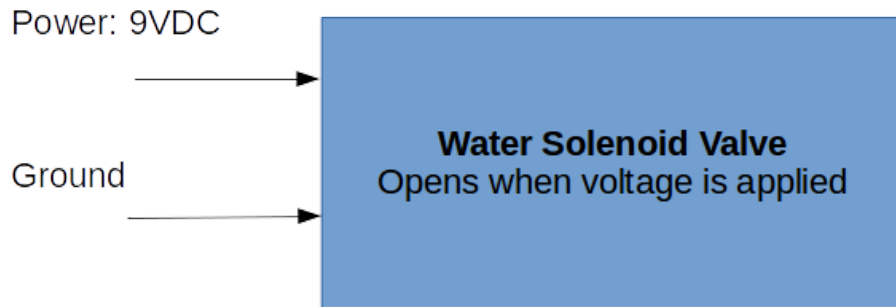 Power: 9VDC
Ground
Water Solenoid Valve
Opens when voltage is applied